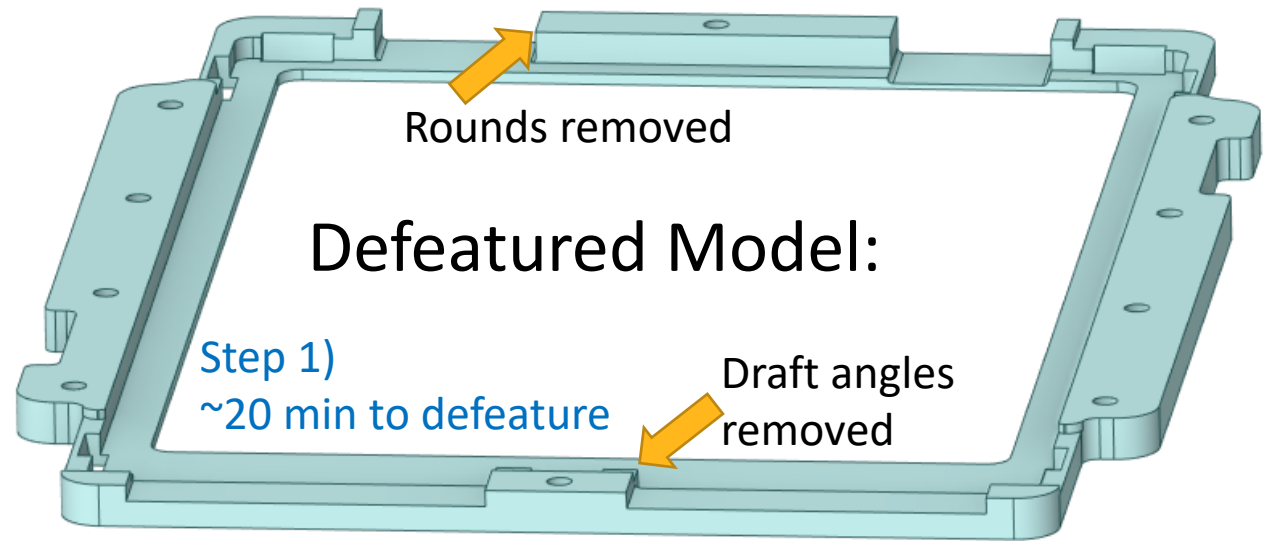 Rounds removed
Defeatured Model:
Step 1)
~20 min to defeature
Draft angles
removed